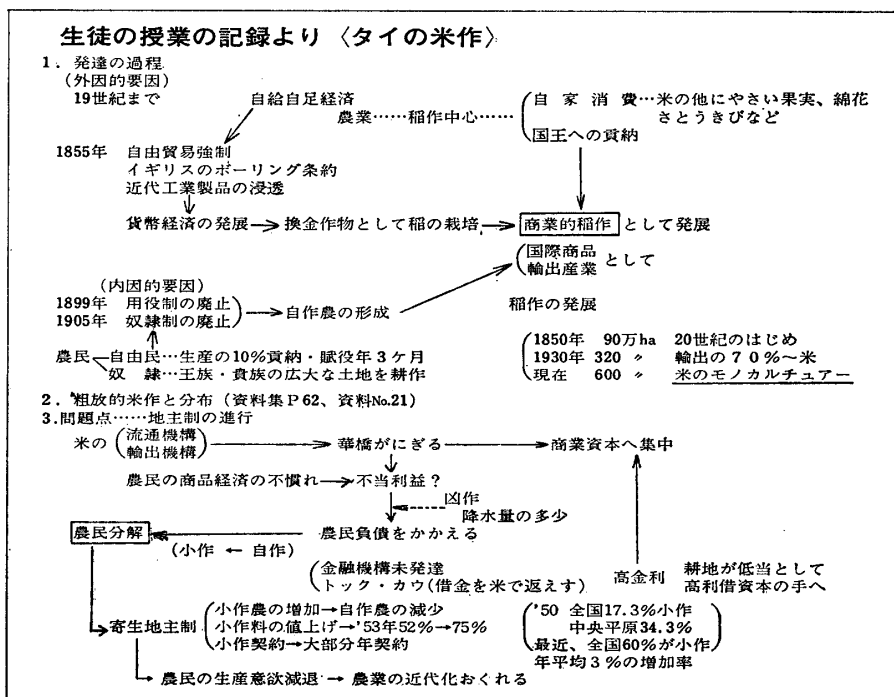 生徒の授業の記録より〈タイの米作〉
1．発達の過程
(外因的要因)
19世紀まで　自給自足経済
農業……稲作中心……
自家消費…米の他にやさい果実、綿花
さとうきびなど
国王への貢納
1855年　自由貿易強制
イギリスのボーリング条約
近代工業製品の浸透
貨幣経済の発展→換金作物として稲の栽培→商業的稲作として発展
国際商品
輸出産業
として
(内因的要因)
1899年　用役制の廃止
1905年　奴隷制の廃止
→自作農の形成
稲作の発展
農民
自由民…生産の10%貢納・賦役年3ケ月
奴隷…王族・貴族の広大な土地を耕作
1850年　90万ha　20世紀のはじめ
1930年　320　〃　輸出の70%～米
現在　600　〃　米のモノカルチュアー
2．粗放的米作と分布(資料集P62、資料No.21)
3.問題点……地主制の進行
米の
流通機構
輸出機構
→華橋がにぎる→商業資本へ集中
農民の商品経済の不慣れ→不当利益？
凶作
降水量の多少
農民分解←農民負債をかかえる
(小作←自作)
金融機構未発達
トック・カウ(借金を米で返えす)
高金利
耕地が低当として
高利借資本の手へ
寄生地主制
小作農の増加→自作農の減少
小作料の値上げ→'53年52%→75%
小作契約→大部分年契約
'50　全国17.3%小作
中央平原34.3%
最近、全国60%が小作
年平均3%の増加率
→農民の生産意欲減退→農業の近代化おくれる